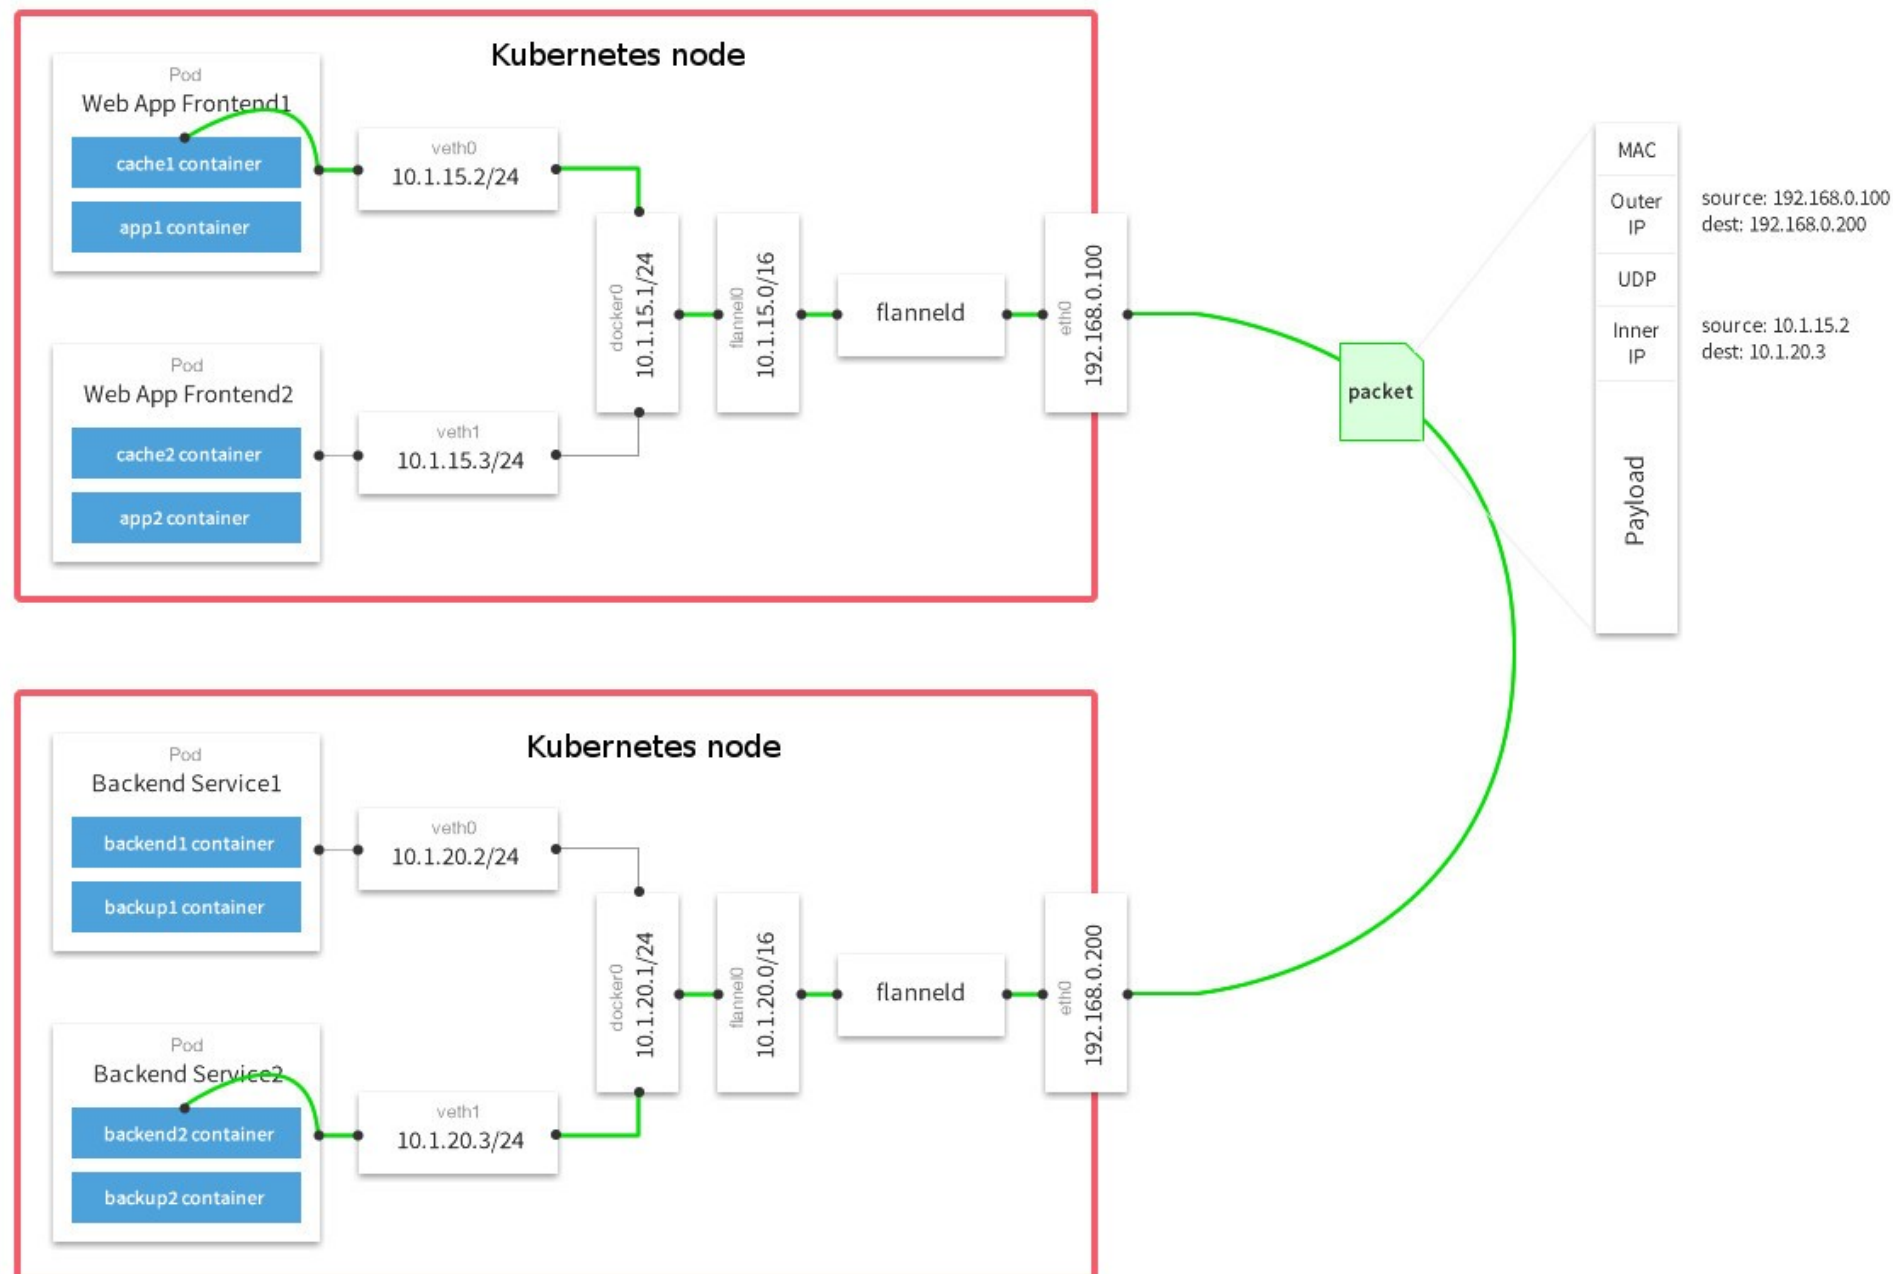 Kubernetes node
Pod
Web App Frontend1
cache1 container
app1 container
veth0
10.1.15.2/24
Pod
Web App Frontend2
cache2 container
app2 container
veth1
10.1.15.3/24
docker0
10.1.15.1/24
flannel0
10.1.15.0/16
flanneld
eth0
192.168.0.100
packet
MAC
Outer
IP
source: 192.168.0.100
dest: 192.168.0.200
UDP
Inner
IP
source: 10.1.15.2
dest: 10.1.20.3
Payload
Kubernetes node
Pod
Backend Service1
backend1 container
backup1 container
veth0
10.1.20.2/24
Pod
Backend Service2
backend2 container
backup2 container
veth1
10.1.20.3/24
docker0
10.1.20.1/24
flannel0
10.1.20.0/16
flanneld
eth0
192.168.0.200